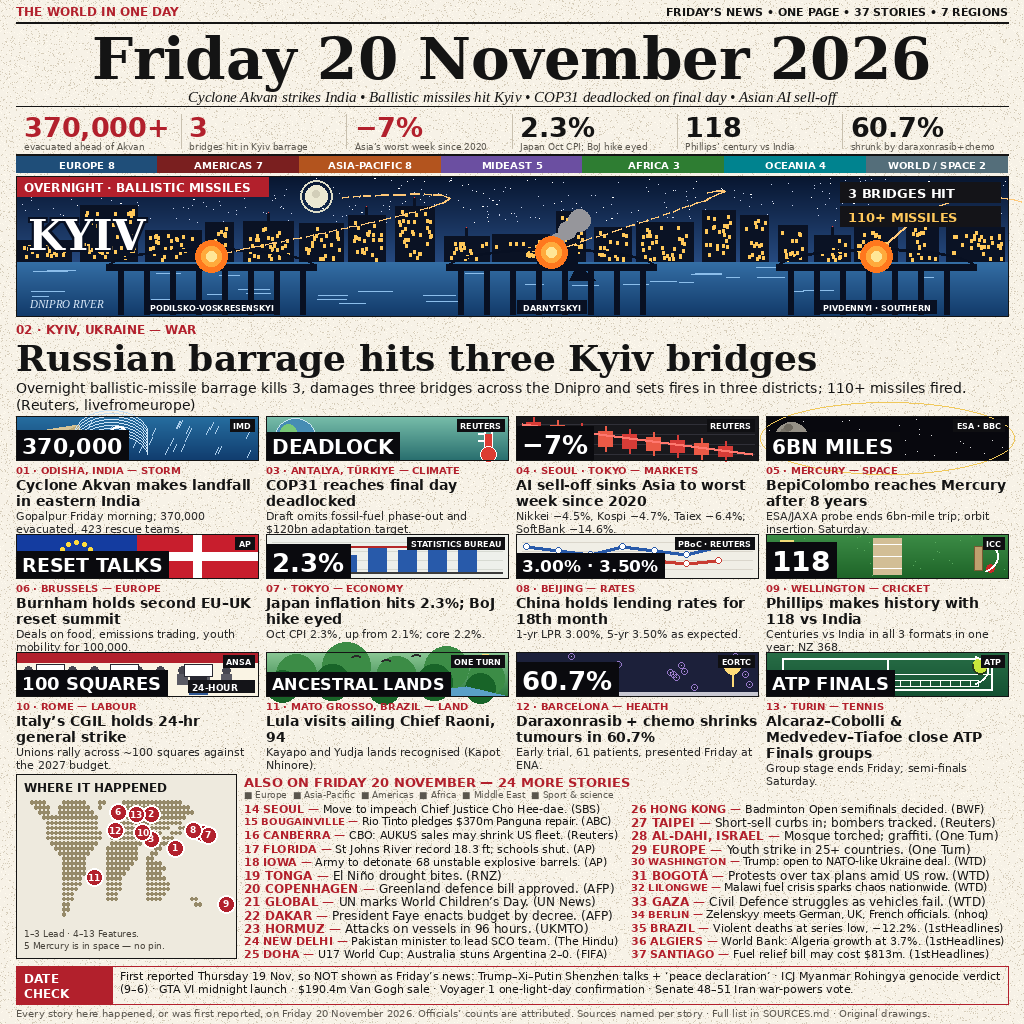 THE WORLD IN ONE DAY
FRIDAY'S NEWS • ONE PAGE • 37 STORIES • 7 REGIONS
Friday 20 November 2026
Cyclone Akvan strikes India • Ballistic missiles hit Kyiv • COP31 deadlocked on final day • Asian AI sell-off
370,000+
evacuated ahead of Akvan
3
bridges hit in Kyiv barrage
−7%
Asia's worst week since 2020
2.3%
Japan Oct CPI; BoJ hike eyed
118
Phillips' century vs India
60.7%
shrunk by daraxonrasib+chemo
EUROPE 8
AMERICAS 7
ASIA-PACIFIC 8
MIDEAST 5
AFRICA 3
OCEANIA 4
WORLD / SPACE 2
OVERNIGHT · BALLISTIC MISSILES
3 BRIDGES HIT
110+ MISSILES
KYIV
DNIPRO RIVER
PODILSKO-VOSKRESENSKYI
DARNYTSKYI
PIVDENNYI · SOUTHERN
02 · KYIV, UKRAINE — WAR
Russian barrage hits three Kyiv bridges
Overnight ballistic-missile barrage kills 3, damages three bridges across the Dnipro and sets fires in three districts; 110+ missiles fired.
(Reuters, livefromeurope)
IMD
370,000
01 · ODISHA, INDIA — STORM
Cyclone Akvan makes landfall
in eastern India
Gopalpur Friday morning; 370,000
evacuated, 423 rescue teams.
REUTERS
DEADLOCK
03 · ANTALYA, TÜRKIYE — CLIMATE
COP31 reaches final day
deadlocked
Draft omits fossil-fuel phase-out and
$120bn adaptation target.
REUTERS
−7%
04 · SEOUL · TOKYO — MARKETS
AI sell-off sinks Asia to worst
week since 2020
Nikkei −4.5%, Kospi −4.7%, Taiex −6.4%;
SoftBank −14.6%.
ESA · BBC
6BN MILES
05 · MERCURY — SPACE
BepiColombo reaches Mercury
after 8 years
ESA/JAXA probe ends 6bn-mile trip; orbit
insertion Saturday.
AP
RESET TALKS
06 · BRUSSELS — EUROPE
Burnham holds second EU–UK
reset summit
Deals on food, emissions trading, youth
mobility for 100,000.
STATISTICS BUREAU
2.3%
07 · TOKYO — ECONOMY
Japan inflation hits 2.3%; BoJ
hike eyed
Oct CPI 2.3%, up from 2.1%; core 2.2%.
PBoC · REUTERS
3.00% · 3.50%
08 · BEIJING — RATES
China holds lending rates for
18th month
1-yr LPR 3.00%, 5-yr 3.50% as expected.
ICC
118
09 · WELLINGTON — CRICKET
Phillips makes history with
118 vs India
Centuries vs India in all 3 formats in one
year; NZ 368.
ANSA
100 SQUARES
24-HOUR
10 · ROME — LABOUR
Italy's CGIL holds 24-hr
general strike
Unions rally across ~100 squares against
the 2027 budget.
ONE TURN
ANCESTRAL LANDS
11 · MATO GROSSO, BRAZIL — LAND
Lula visits ailing Chief Raoni,
94
Kayapo and Yudja lands recognised (Kapot
Nhinore).
EORTC
60.7%
12 · BARCELONA — HEALTH
Daraxonrasib + chemo shrinks
tumours in 60.7%
Early trial, 61 patients, presented Friday at
ENA.
ATP
ATP FINALS
13 · TURIN — TENNIS
Alcaraz–Cobolli &
Medvedev–Tiafoe close ATP
Finals groups
Group stage ends Friday; semi-finals
Saturday.
WHERE IT HAPPENED
6
13
2
12
10
8
7
1
11
9
1–3 Lead · 4–13 Features.
5 Mercury is in space — no pin.
ALSO ON FRIDAY 20 NOVEMBER — 24 MORE STORIES
■ Europe ■ Asia-Pacific ■ Americas ■ Africa ■ Middle East ■ Sport & science
14 SEOUL — Move to impeach Chief Justice Cho Hee-dae. (SBS)
15 BOUGAINVILLE — Rio Tinto pledges $370m Panguna repair. (ABC)
16 CANBERRA — CBO: AUKUS sales may shrink US fleet. (Reuters)
17 FLORIDA — St Johns River record 18.3 ft; schools shut. (AP)
18 IOWA — Army to detonate 68 unstable explosive barrels. (AP)
19 TONGA — El Niño drought bites. (RNZ)
20 COPENHAGEN — Greenland defence bill approved. (AFP)
21 GLOBAL — UN marks World Children's Day. (UN News)
22 DAKAR — President Faye enacts budget by decree. (AFP)
23 HORMUZ — Attacks on vessels in 96 hours. (UKMTO)
24 NEW DELHI — Pakistan minister to lead SCO team. (The Hindu)
25 DOHA — U17 World Cup: Australia stuns Argentina 2–0. (FIFA)
26 HONG KONG — Badminton Open semifinals decided. (BWF)
27 TAIPEI — Short-sell curbs in; bombers tracked. (Reuters)
28 AL-DAHI, ISRAEL — Mosque torched; graffiti. (One Turn)
29 EUROPE — Youth strike in 25+ countries. (One Turn)
30 WASHINGTON — Trump: open to NATO-like Ukraine deal. (WTD)
31 BOGOTÁ — Protests over tax plans amid US row. (WTD)
32 LILONGWE — Malawi fuel crisis sparks chaos nationwide. (WTD)
33 GAZA — Civil Defence struggles as vehicles fail. (WTD)
34 BERLIN — Zelenskyy meets German, UK, French officials. (nhoq)
35 BRAZIL — Violent deaths at series low, −12.2%. (1stHeadlines)
36 ALGIERS — World Bank: Algeria growth at 3.7%. (1stHeadlines)
37 SANTIAGO — Fuel relief bill may cost $813m. (1stHeadlines)
DATE
CHECK
First reported Thursday 19 Nov, so NOT shown as Friday's news: Trump–Xi–Putin Shenzhen talks + 'peace declaration' · ICJ Myanmar Rohingya genocide verdict
(9–6) · GTA VI midnight launch · $190.4m Van Gogh sale · Voyager 1 one-light-day confirmation · Senate 48–51 Iran war-powers vote.
Every story here happened, or was first reported, on Friday 20 November 2026. Officials' counts are attributed. Sources named per story · Full list in SOURCES.md · Original drawings.